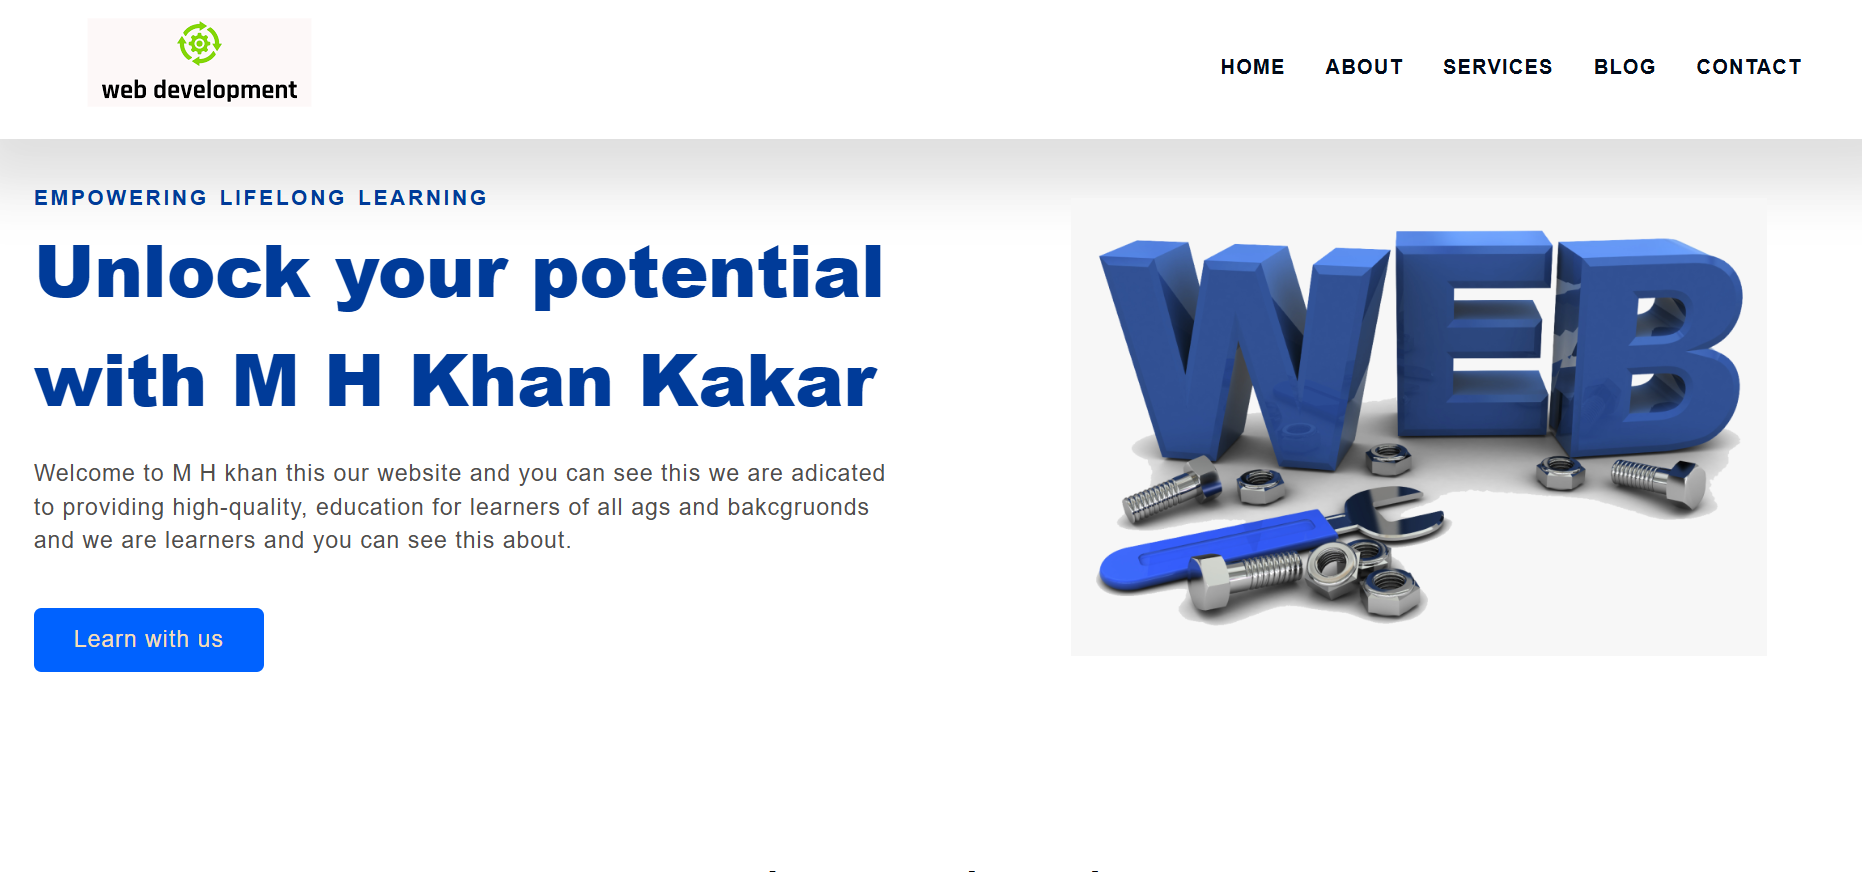 web development
HOME ABOUT SERVICES BLOG CONTACT
EMPOWERING LIFELONG LEARNING
Unlock your potential
with M H Khan Kakar
WEB
Welcome to M H khan this our website and you can see this we are adicated
to providing high-quality, education for learners of all ags and bakcgruonds
and we are learners and you can see this about.
Learn with us